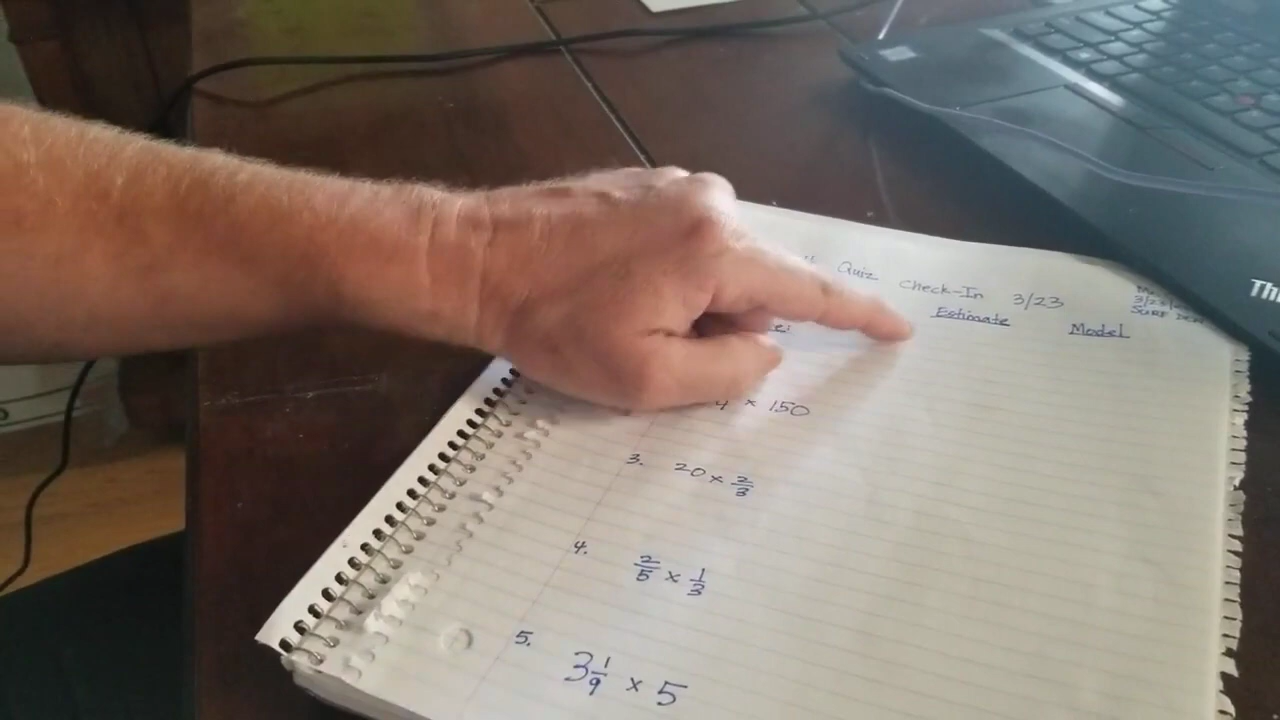 Quiz Check-In 3/23
Estimate Model
4 × 150
3. 20 × 2/3
4. 2/5 × 1/3
5. 3 1/9 × 5